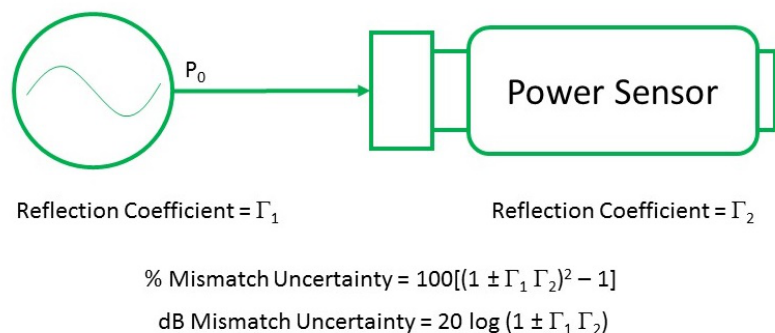 P₀
Power Sensor
Reflection Coefficient = Γ₁
Reflection Coefficient = Γ₂
% Mismatch Uncertainty = 100[(1 ± Γ₁ Γ₂)² – 1]
dB Mismatch Uncertainty = 20 log (1 ± Γ₁ Γ₂)